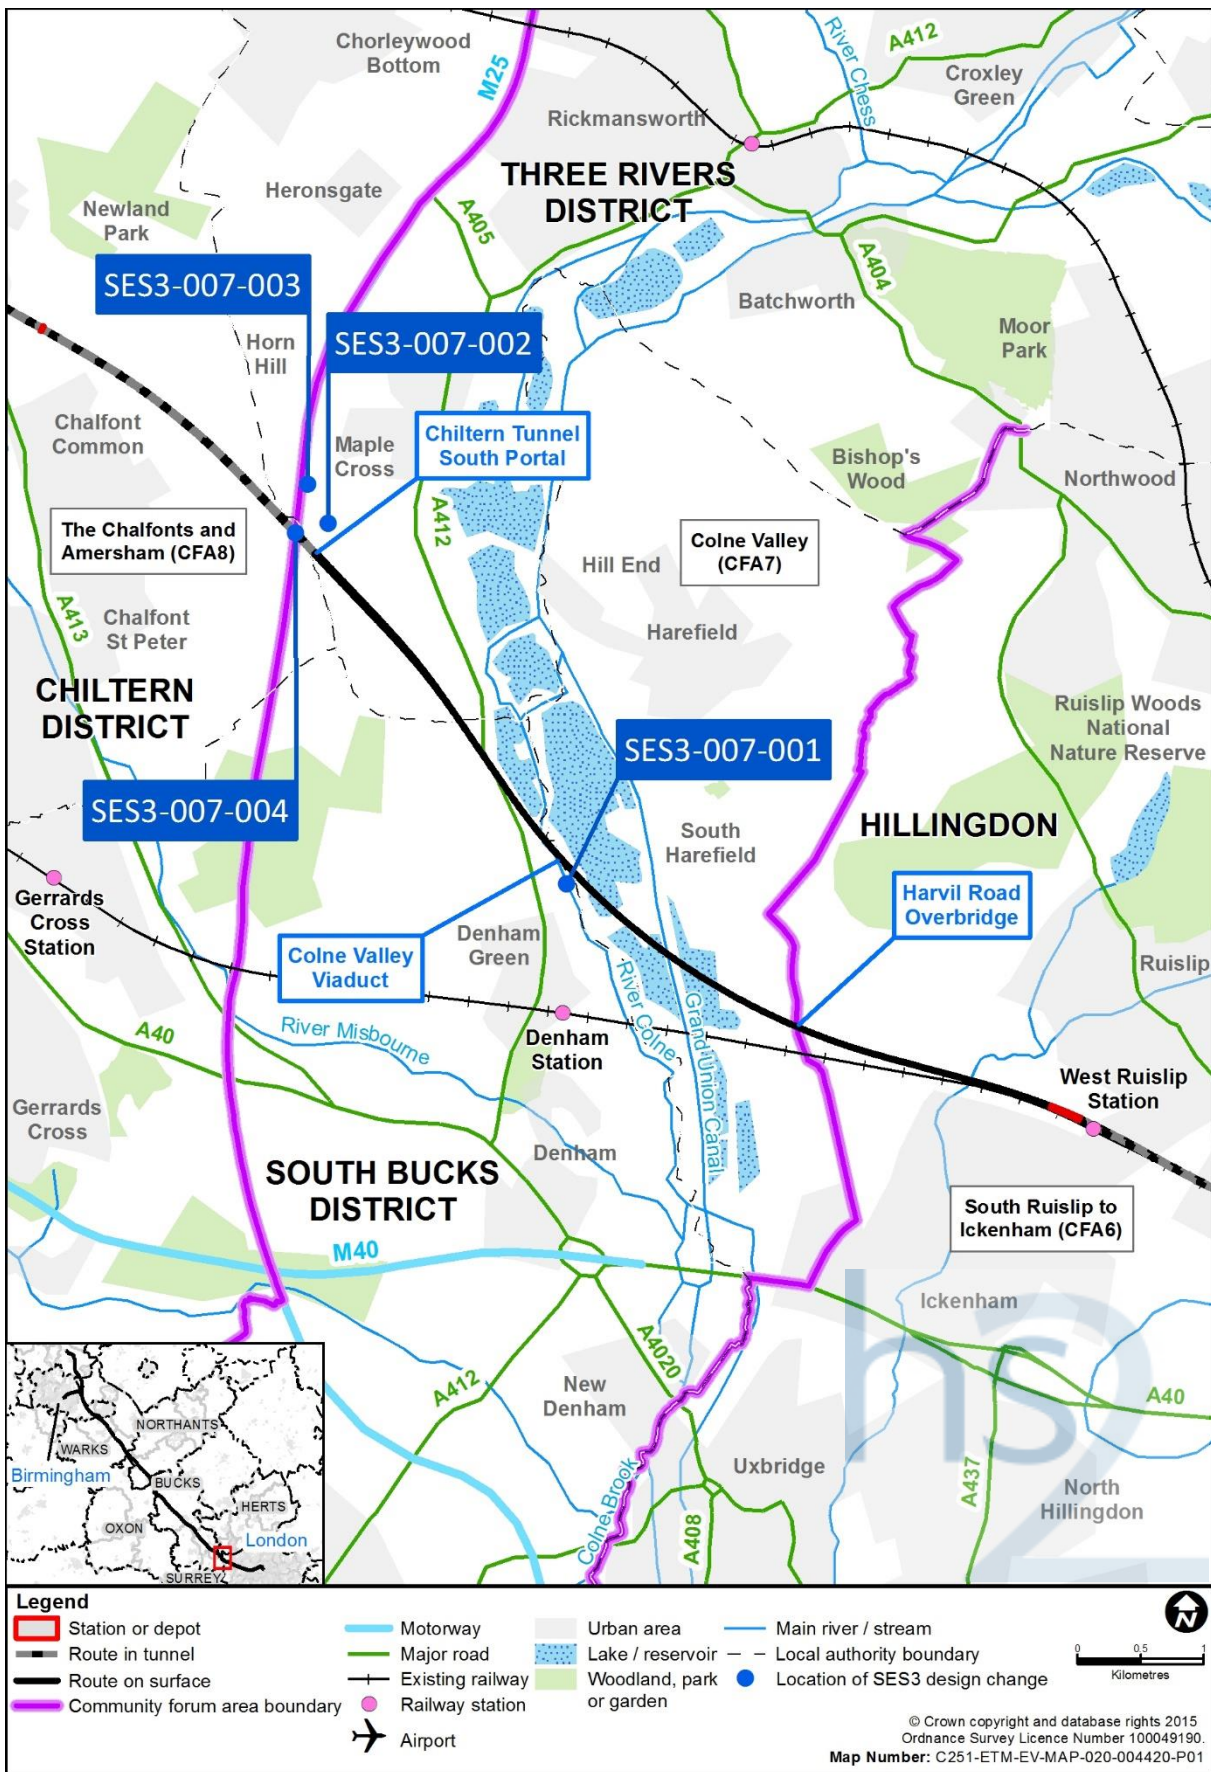 Chorleywood
Bottom
M25
River Chess
A412
Croxley
Green
Rickmansworth
THREE RIVERS
DISTRICT
Heronsgate
Newland
Park
A405
A404
SES3-007-003
Batchworth
Moor
Park
Horn
Hill
SES3-007-002
Chalfont
Common
Maple
Cross
Chiltern Tunnel
South Portal
Bishop's
Wood
Northwood
The Chalfonts and
Amersham (CFA8)
A412
Colne Valley
(CFA7)
Hill End
A413
Chalfont
St Peter
Harefield
CHILTERN
DISTRICT
Ruislip Woods
National
Nature Reserve
SES3-007-001
SES3-007-004
South
Harefield
HILLINGDON
Gerrards
Cross
Station
Harvil Road
Overbridge
Denham
Green
Colne Valley
Viaduct
Ruislip
River Colne
Grand Union Canal
A40
River Misbourne
Denham
Station
West Ruislip
Station
Gerrards
Cross
Denham
SOUTH BUCKS
DISTRICT
South Ruislip to
Ickenham (CFA6)
M40
Ickenham
hs2
A4020
A412
New
Denham
A40
NORTHANTS
WARKS
Birmingham
BUCKS
HERTS
OXON
London
SURREY
Uxbridge
A437
North
Hillingdon
Colne Brook
A408
Legend
Station or depot
Route in tunnel
Route on surface
Community forum area boundary
Motorway
Major road
Existing railway
Railway station
Airport
Urban area
Lake / reservoir
Woodland, park
or garden
Main river / stream
Local authority boundary
Location of SES3 design change
N
0 0.5 1
Kilometres
© Crown copyright and database rights 2015
Ordnance Survey Licence Number 100049190.
Map Number: C251-ETM-EV-MAP-020-004420-P01